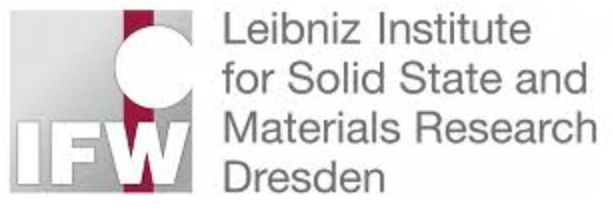 IFW
Leibniz Institute
for Solid State and
Materials Research
Dresden